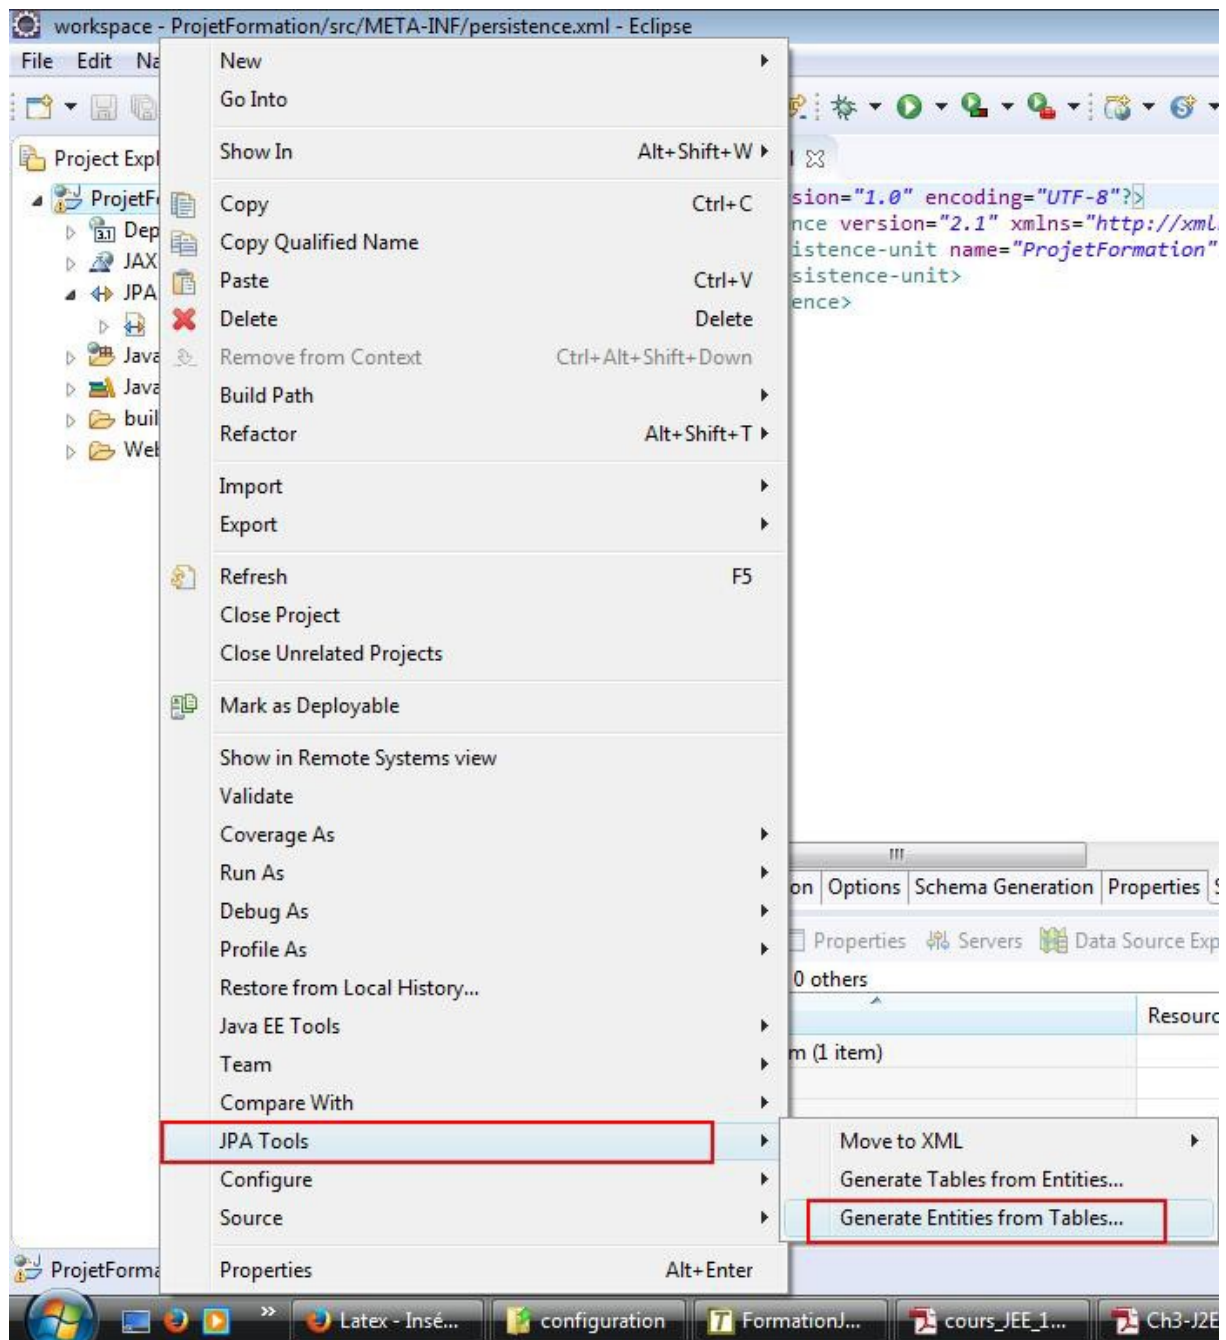 workspace - ProjetFormation/src/META-INF/persistence.xml - Eclipse
File Edit Na
New
Go Into
Project Expl
Show In Alt+Shift+W
ProjetFo
Copy Ctrl+C
sion="1.0" encoding="UTF-8"?>
Dep
Copy Qualified Name
nce version="2.1" xmlns="http://xml
JAX
istence-unit name="ProjetFormation"
JPA
Paste Ctrl+V
sistence-unit>
Delete Delete
ence>
Java
Remove from Context Ctrl+Alt+Shift+Down
Java
Build Path
buil
Refactor Alt+Shift+T
Web
Import
Export
Refresh F5
Close Project
Close Unrelated Projects
Mark as Deployable
Show in Remote Systems view
Validate
Coverage As
Run As
on Options Schema Generation Properties S
Debug As
Properties Servers Data Source Exp
Profile As
0 others
Restore from Local History...
Resourc
Java EE Tools
m (1 item)
Team
Compare With
JPA Tools
Move to XML
Configure
Generate Tables from Entities...
Source
Generate Entities from Tables...
ProjetForma
Properties Alt+Enter
Latex - Insé... configuration FormationJ... cours_JEE_1... Ch3-J2E